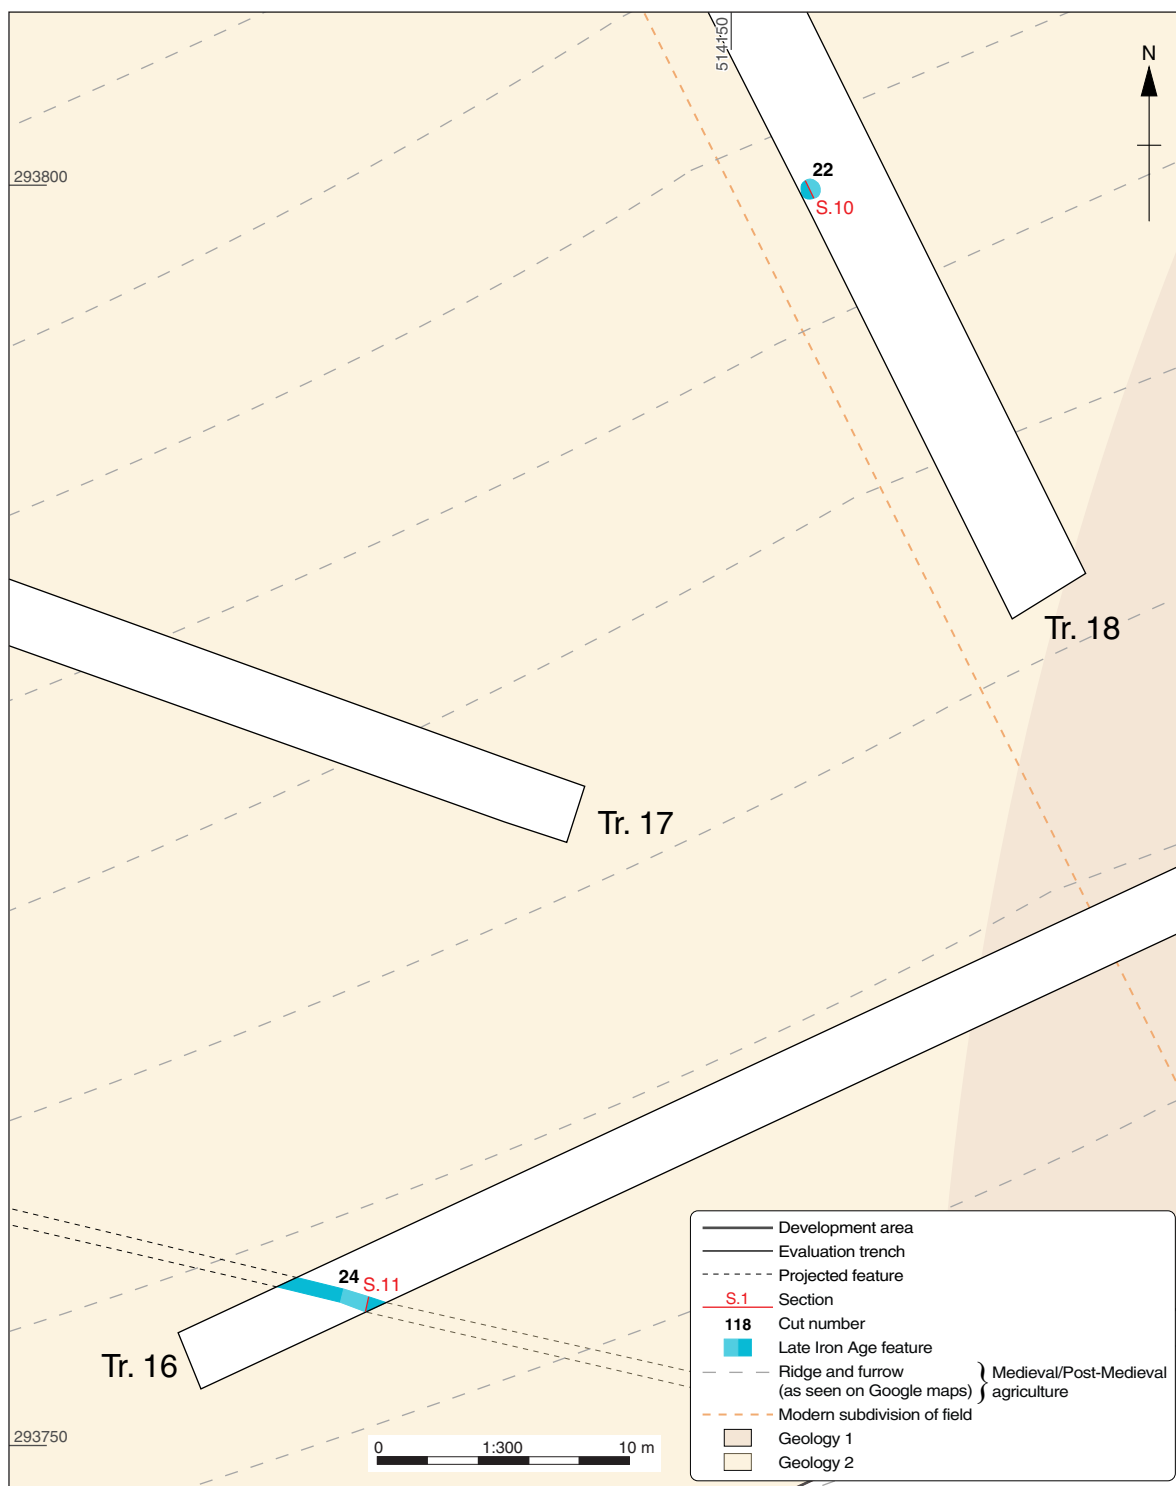 514150
N
293800
22
S.10
Tr. 18
Tr. 17
24
S.11
Tr. 16
293750
0 1:300 10 m
Development area
Evaluation trench
Projected feature
S.1 Section
118 Cut number
Late Iron Age feature
Ridge and furrow
(as seen on Google maps)
Medieval/Post-Medieval
agriculture
Modern subdivision of field
Geology 1
Geology 2